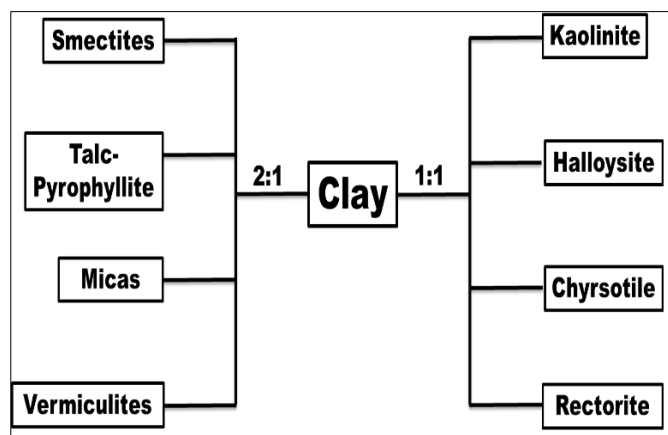 Smectites
Talc-
Pyrophyllite
Micas
Vermiculites
2:1
Clay
1:1
Kaolinite
Halloysite
Chyrsotile
Rectorite